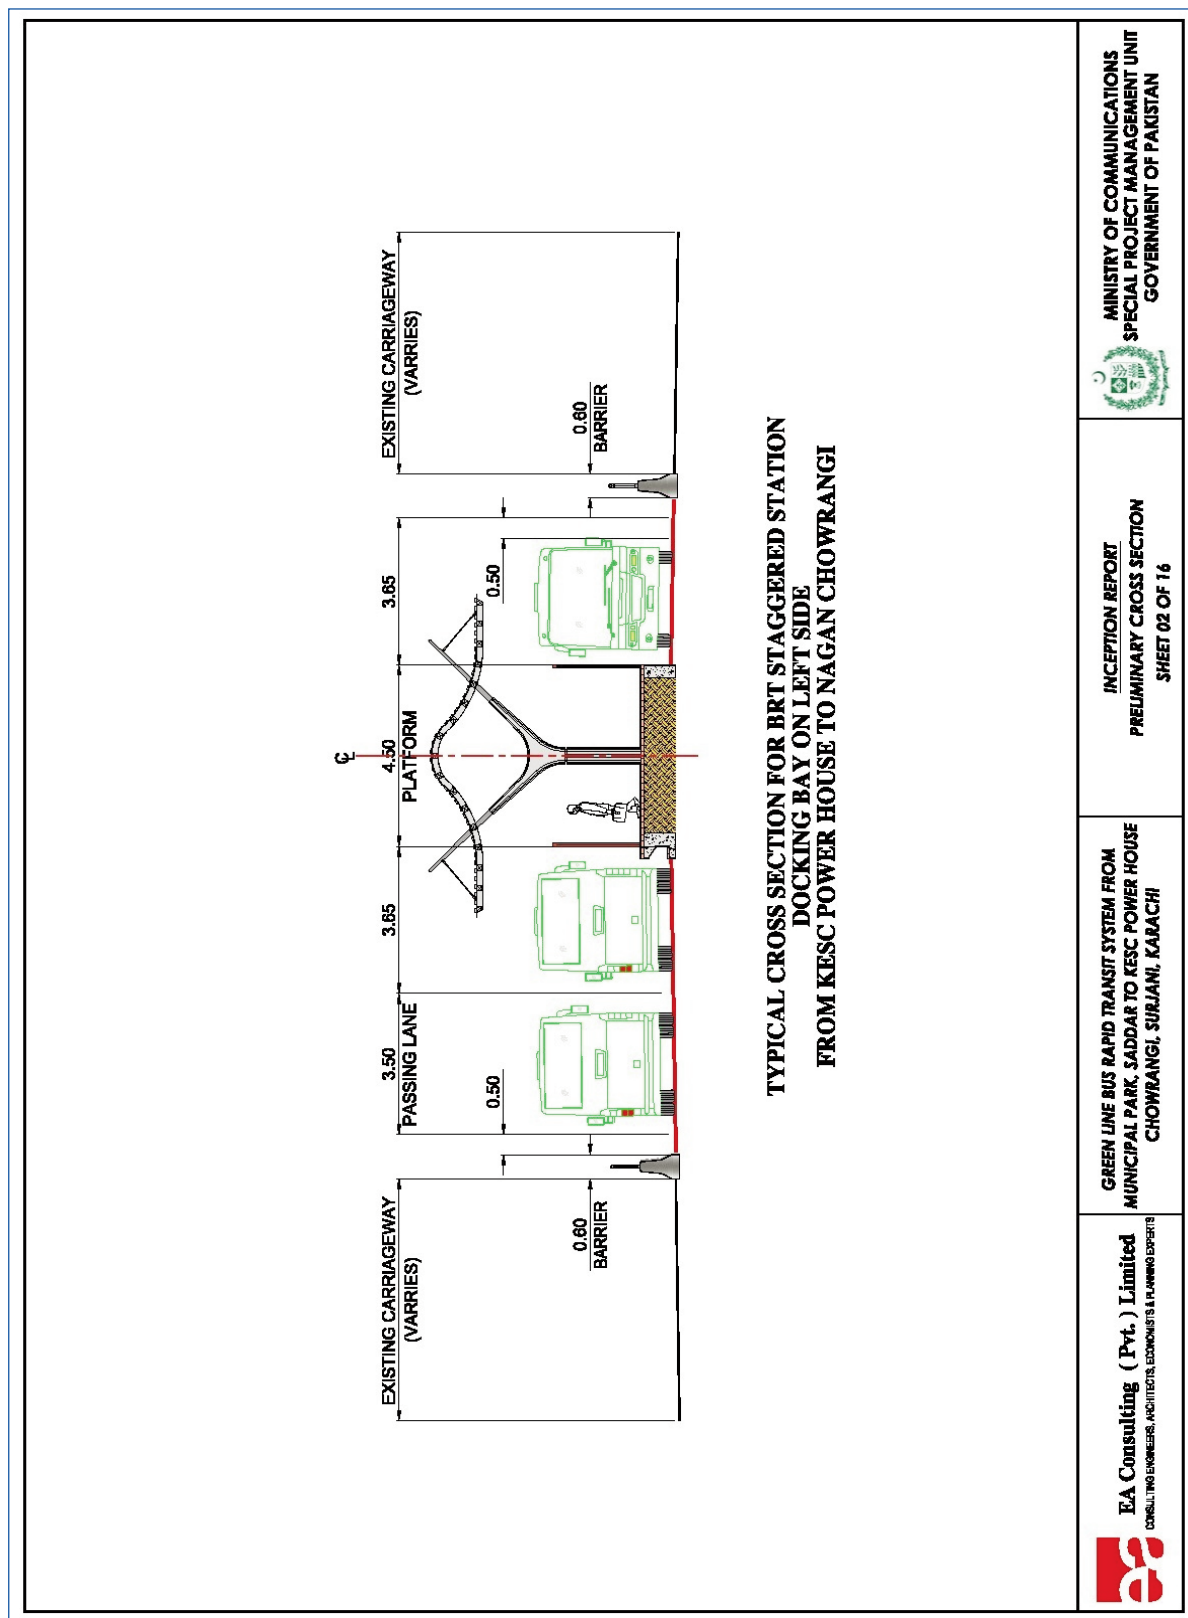 EXISTING CARRIAGEWAY
(VARRIES)
3.50
PASSING LANE
3.65
4.50
PLATFORM
3.65
EXISTING CARRIAGEWAY
(VARRIES)
℄
0.50
0.50
0.60
BARRIER
0.60
BARRIER
TYPICAL CROSS SECTION FOR BRT STAGGERED STATION
DOCKING BAY ON LEFT SIDE
FROM KESC POWER HOUSE TO NAGAN CHOWRANGI
EA Consulting ( Pvt. ) Limited
CONSULTING ENGINEERS, ARCHITECTS, ECONOMISTS & PLANNING EXPERTS
GREEN LINE BUS RAPID TRANSIT SYSTEM FROM
MUNICIPAL PARK, SADDAR TO KESC POWER HOUSE
CHOWRANGI, SURJANI, KARACHI
INCEPTION REPORT
PRELIMINARY CROSS SECTION
SHEET 02 OF 16
MINISTRY OF COMMUNICATIONS
SPECIAL PROJECT MANAGEMENT UNIT
GOVERNMENT OF PAKISTAN